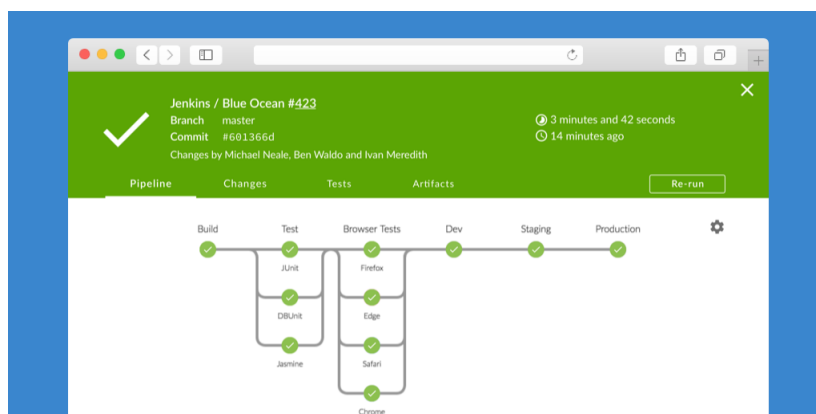 Jenkins / Blue Ocean #423
Branch master
Commit #601366d
Changes by Michael Neale, Ben Waldo and Ivan Meredith
3 minutes and 42 seconds
14 minutes ago
Pipeline Changes Tests Artifacts Re-run
Build Test Browser Tests Dev Staging Production
JUnit Firefox
DBUnit Edge
Jasmine Safari
Chrome